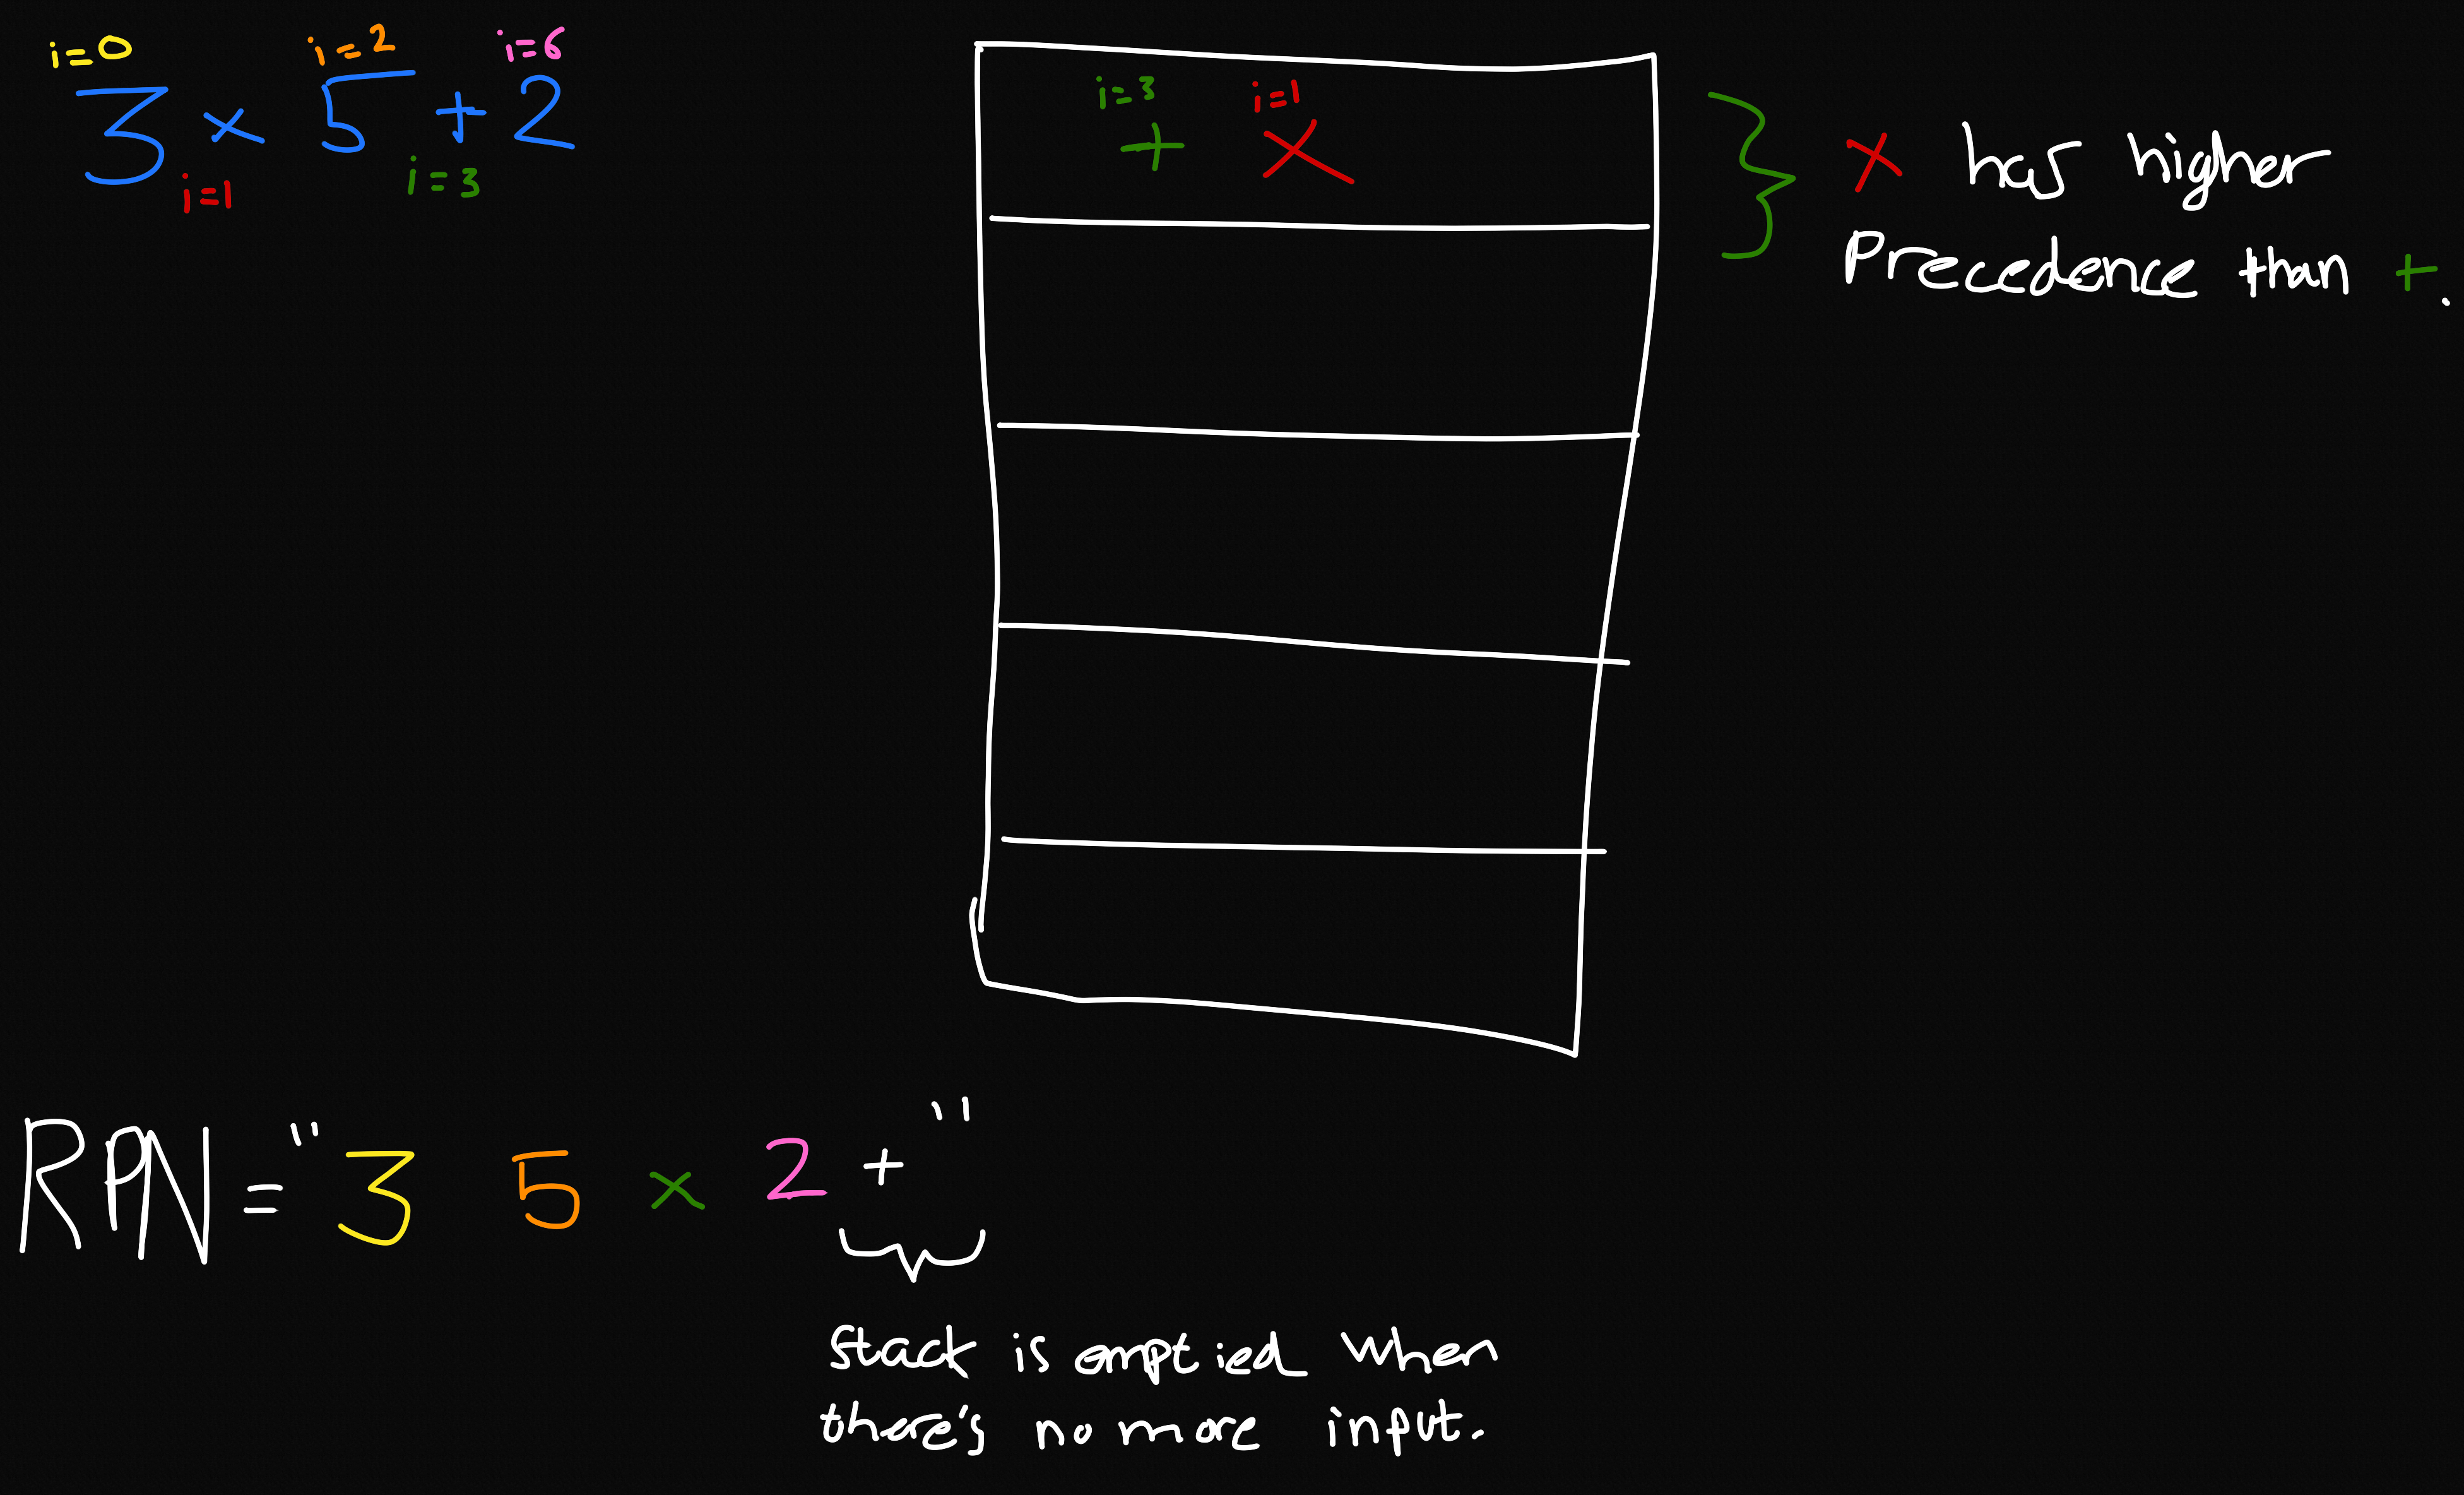 i=0 i=2 i=6
3 × 5 + 2
i=1 i=3
i=3 i=1
+ ×
× has higher
Precedence than +.
RPN = "3 5 × 2 +"
Stack is emptied when
there's no more input.